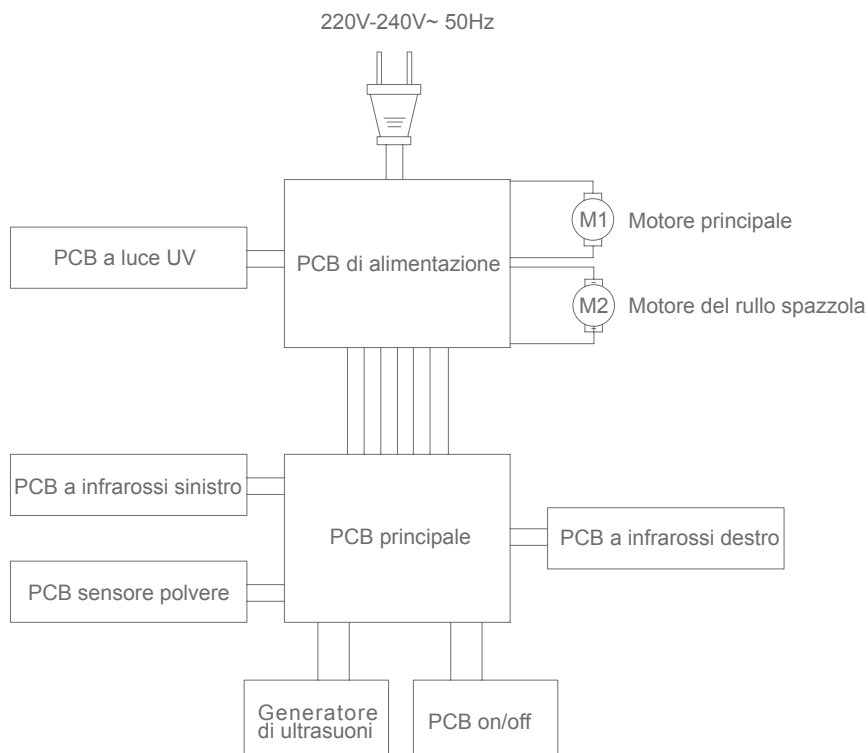 220V-240V~ 50Hz
M1
Motore principale
PCB a luce UV
PCB di alimentazione
M2
Motore del rullo spazzola
PCB a infrarossi sinistro
PCB principale
PCB a infrarossi destro
PCB sensore polvere
Generatore
di ultrasuoni
PCB on/off